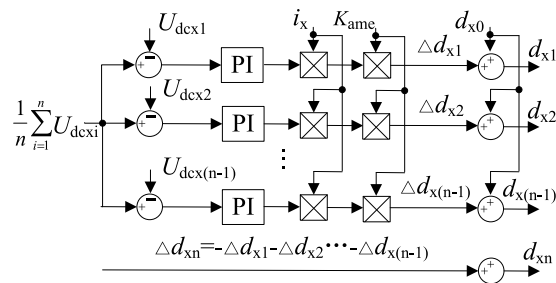 U_dcx1 i_x K_ame d_x0
PI △d_x1 d_x1
U_dcx2
PI △d_x2 d_x2
1/n ∑_{i=1}^{n} U_dcxi
⋮
U_dcx(n-1)
PI △d_x(n-1) d_x(n-1)
△d_xn=-△d_x1-△d_x2···-△d_x(n-1)
d_xn